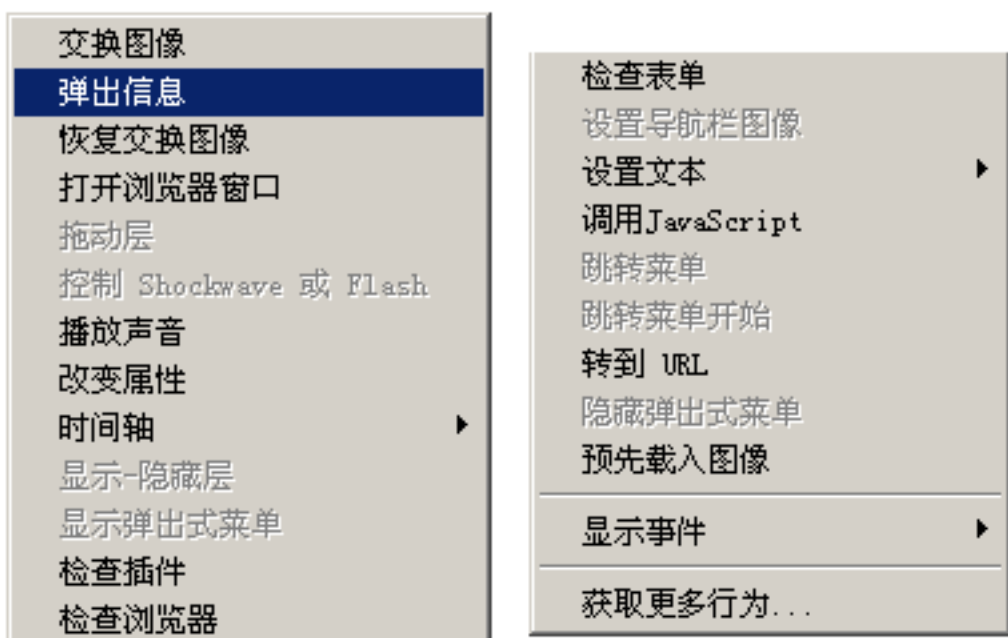 交换图像
弹出信息
恢复交换图像
打开浏览器窗口
拖动层
控制 Shockwave 或 Flash
播放声音
改变属性
时间轴
显示-隐藏层
显示弹出式菜单
检查插件
检查浏览器
检查表单
设置导航栏图像
设置文本
调用JavaScript
跳转菜单
跳转菜单开始
转到 URL
隐藏弹出式菜单
预先载入图像
显示事件
获取更多行为...